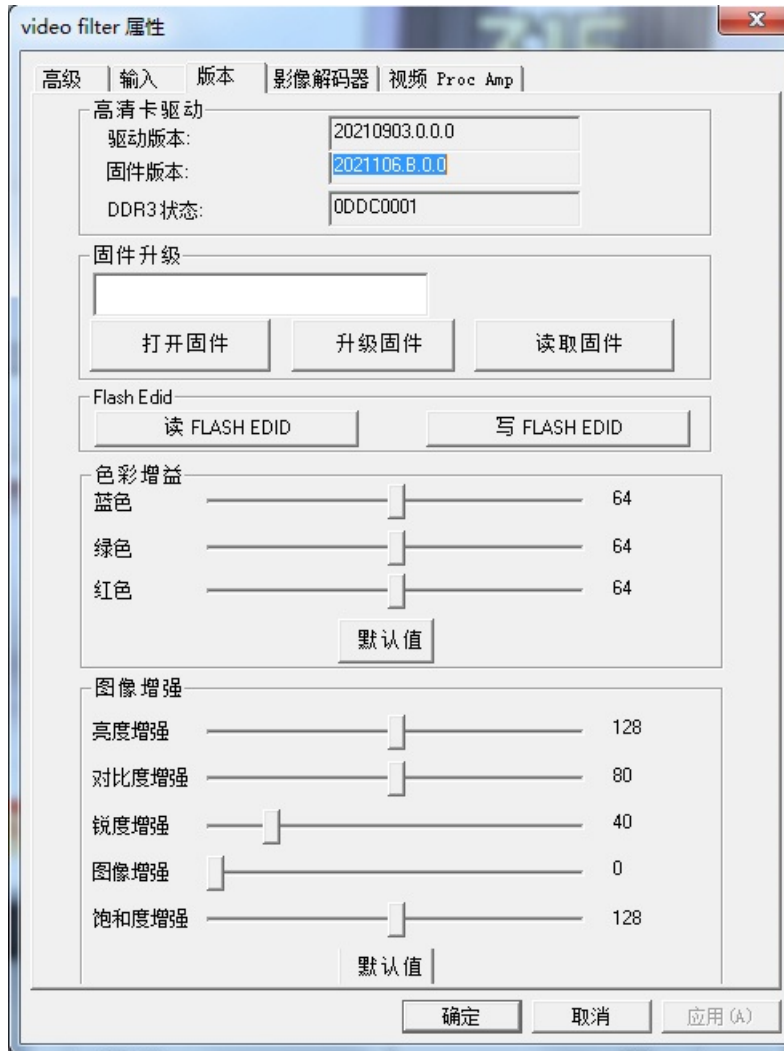 video filter 属性
高级 输入 版本 影像解码器 视频 Proc Amp
高清卡驱动
驱动版本: 20210903.0.0.0
固件版本: 2021106.B.0.0
DDR3状态: 0DDC0001
固件升级
打开固件 升级固件 读取固件
Flash Edid
读 FLASH EDID 写 FLASH EDID
色彩增益
蓝色 64
绿色 64
红色 64
默认值
图像增强
亮度增强 128
对比度增强 80
锐度增强 40
图像增强 0
饱和度增强 128
默认值
确定 取消 应用(A)